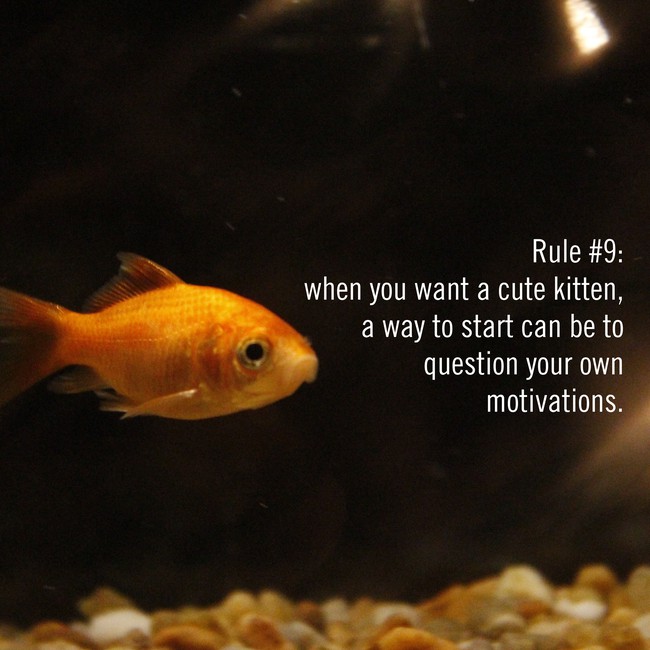 Rule #9:
when you want a cute kitten,
a way to start can be to
question your own
motivations.